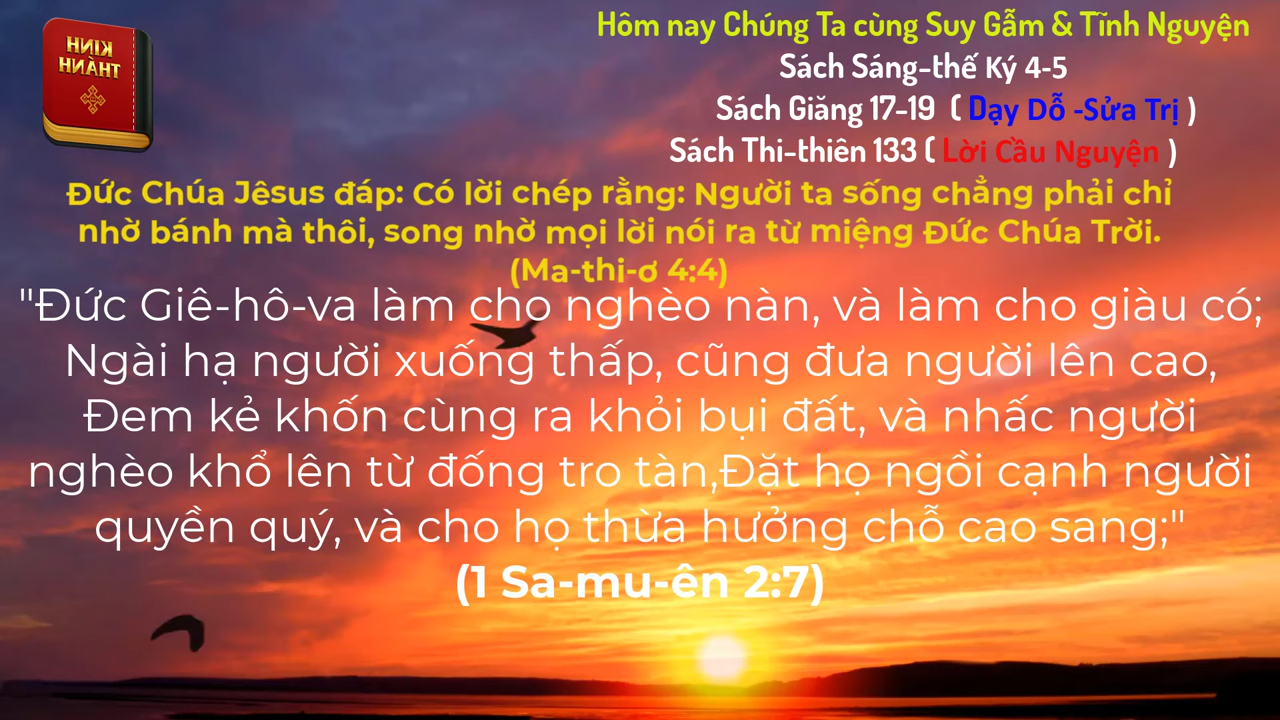 KINH
THÀNH
Hôm nay Chúng Ta cùng Suy Gẫm & Tĩnh Nguyện
Sách Sáng-thế Ký 4-5
Sách Giăng 17-19 ( Dạy Dỗ -Sửa Trị )
Sách Thi-thiên 133 ( Lời Cầu Nguyện )
Đức Chúa Jêsus đáp: Có lời chép rằng: Người ta sống chẳng phải chỉ
nhờ bánh mà thôi, song nhờ mọi lời nói ra từ miệng Đức Chúa Trời.
(Ma-thi-ơ 4:4)
"Đức Giê-hô-va làm cho nghèo nàn, và làm cho giàu có;
Ngài hạ người xuống thấp, cũng đưa người lên cao,
Đem kẻ khốn cùng ra khỏi bụi đất, và nhấc người
nghèo khổ lên từ đống tro tàn,Đặt họ ngồi cạnh người
quyền quý, và cho họ thừa hưởng chỗ cao sang;"
(1 Sa-mu-ên 2:7)